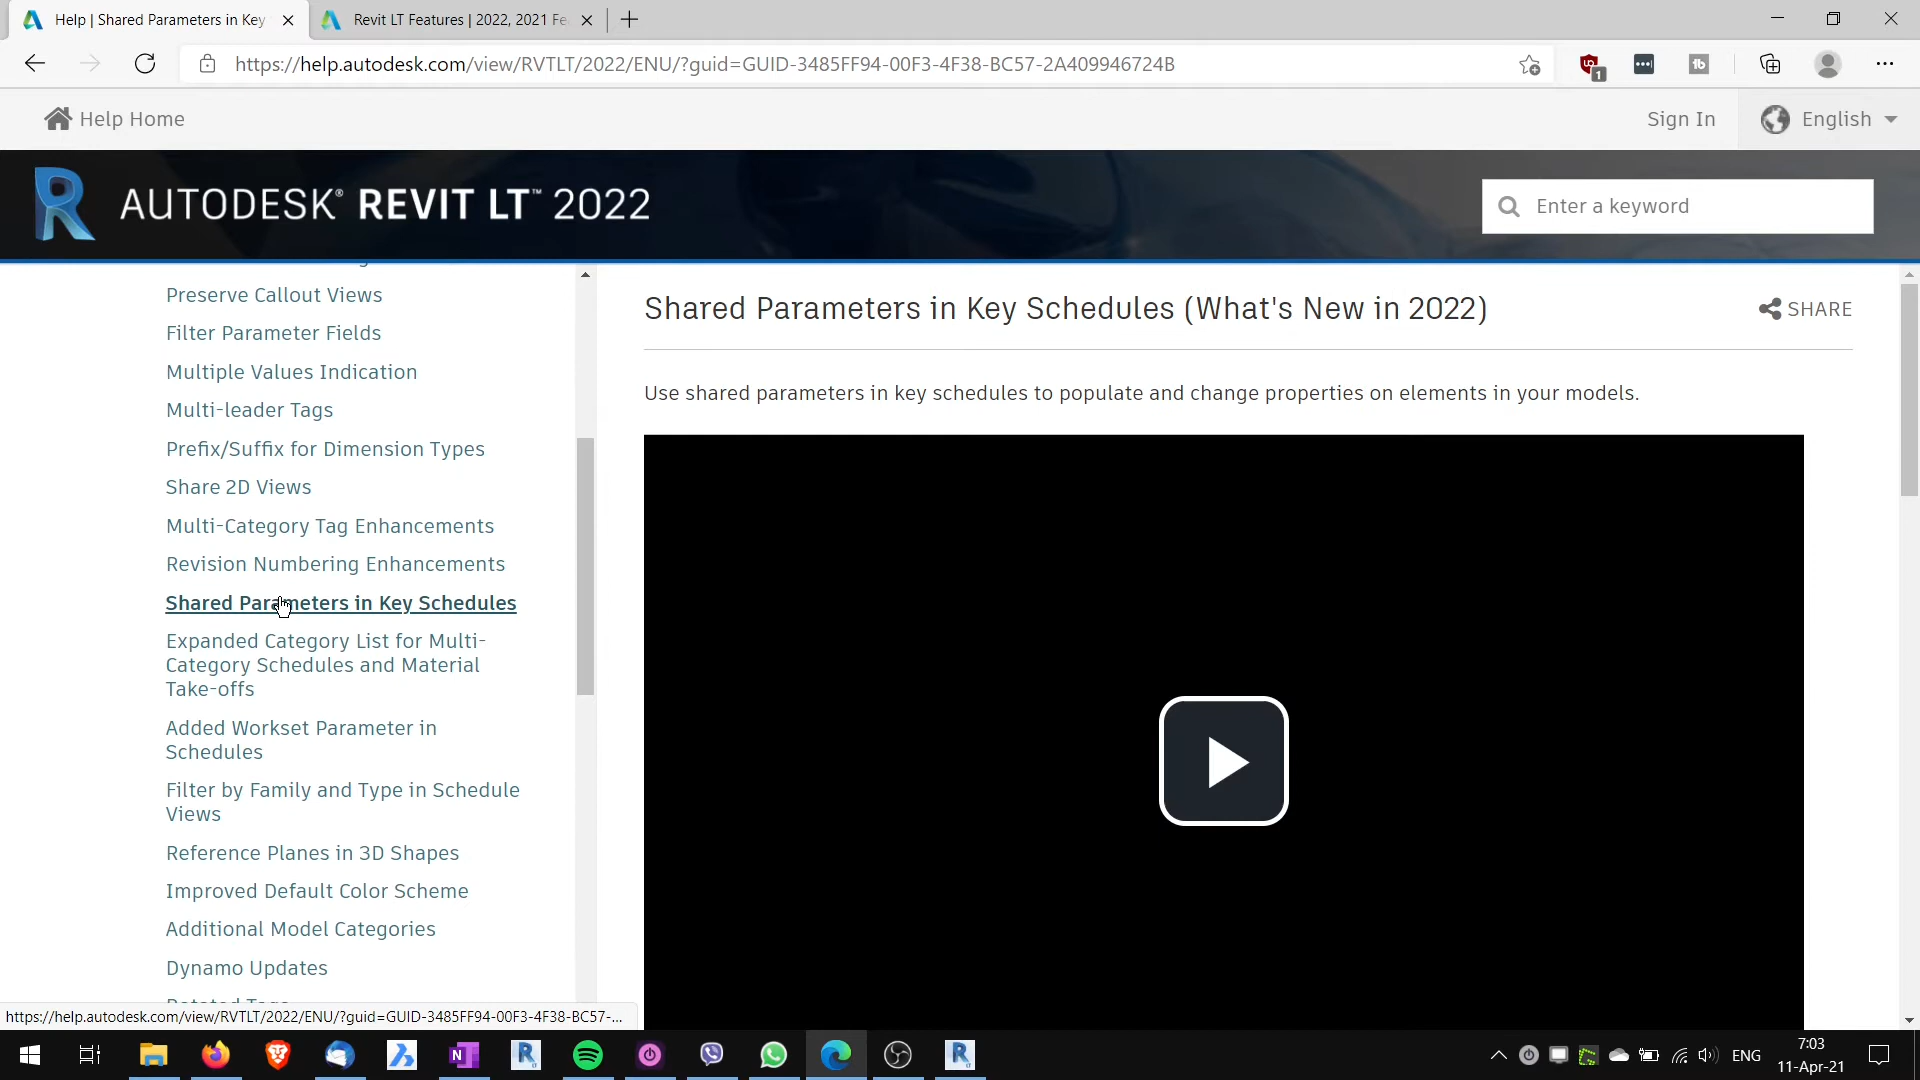 Help | Shared Parameters in Key
Revit LT Features | 2022, 2021 Fe
https://help.autodesk.com/view/RVTLT/2022/ENU/?guid=GUID-3485FF94-00F3-4F38-BC57-2A409946724B
1
Help Home
Sign In
English
AUTODESK® REVIT LT™ 2022
Enter a keyword
Preserve Callout Views
Filter Parameter Fields
Multiple Values Indication
Multi-leader Tags
Prefix/Suffix for Dimension Types
Share 2D Views
Multi-Category Tag Enhancements
Revision Numbering Enhancements
Shared Parameters in Key Schedules
Expanded Category List for Multi-
Category Schedules and Material
Take-offs
Added Workset Parameter in
Schedules
Filter by Family and Type in Schedule
Views
Reference Planes in 3D Shapes
Improved Default Color Scheme
Additional Model Categories
Dynamo Updates
Shared Parameters in Key Schedules (What's New in 2022)
SHARE
Use shared parameters in key schedules to populate and change properties on elements in your models.
https://help.autodesk.com/view/RVTLT/2022/ENU/?guid=GUID-3485FF94-00F3-4F38-BC57-...
ENG
7:03
11-Apr-21